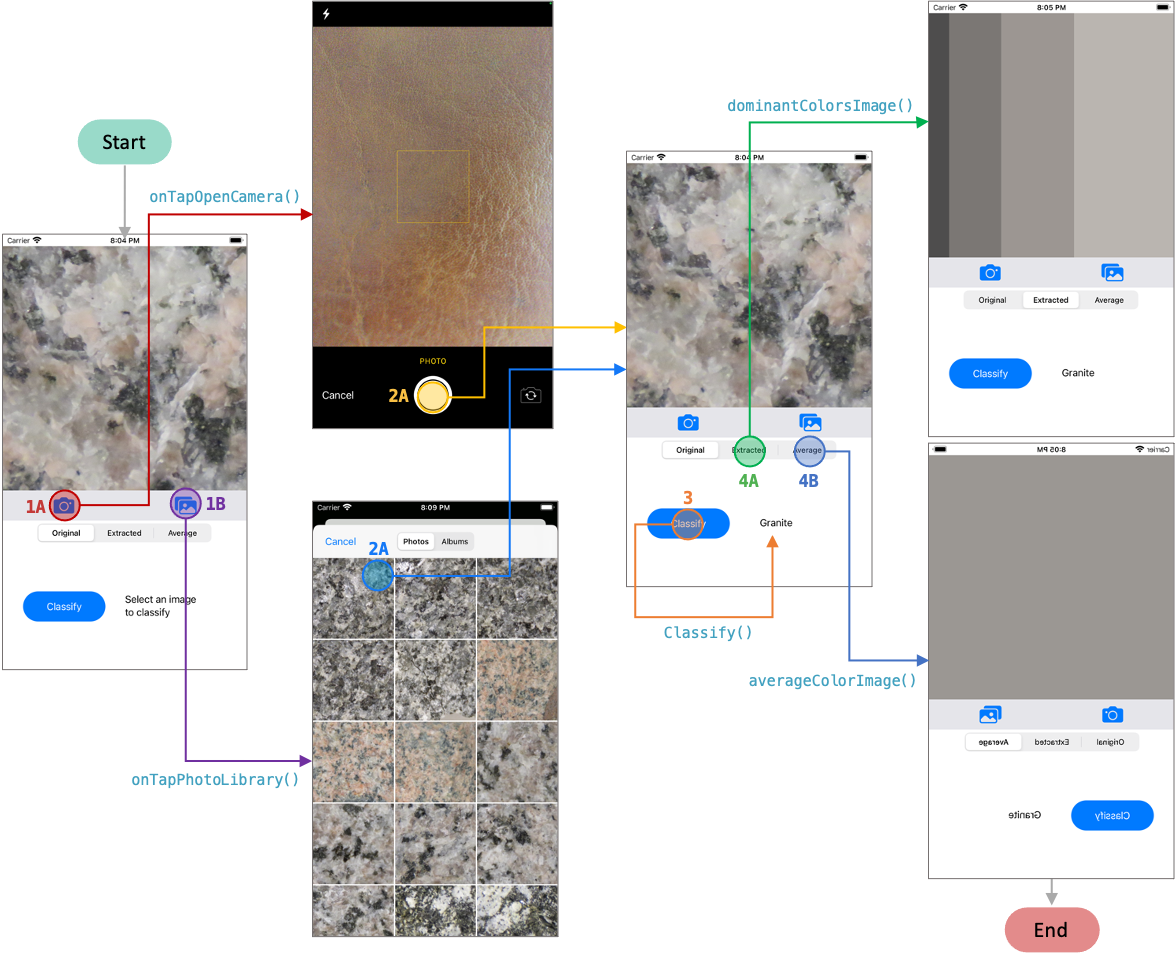 Start
onTapOpenCamera()
Carrier
8:04 PM
1A
1B
Original
Extracted
Average
Classify
Select an image
to classify
onTapPhotoLibrary()
PHOTO
Cancel
2A
Carrier
8:09 PM
Cancel
2A
Photos
Albums
Carrier
8:04 PM
Original
Extracted
Average
4A
4B
3
Classify
Granite
Classify()
dominantColorsImage()
averageColorImage()
Carrier
8:05 PM
Original
Extracted
Average
Classify
Granite
Carrier
8:05 PM
Average
Extracted
Original
Granite
Classify
End